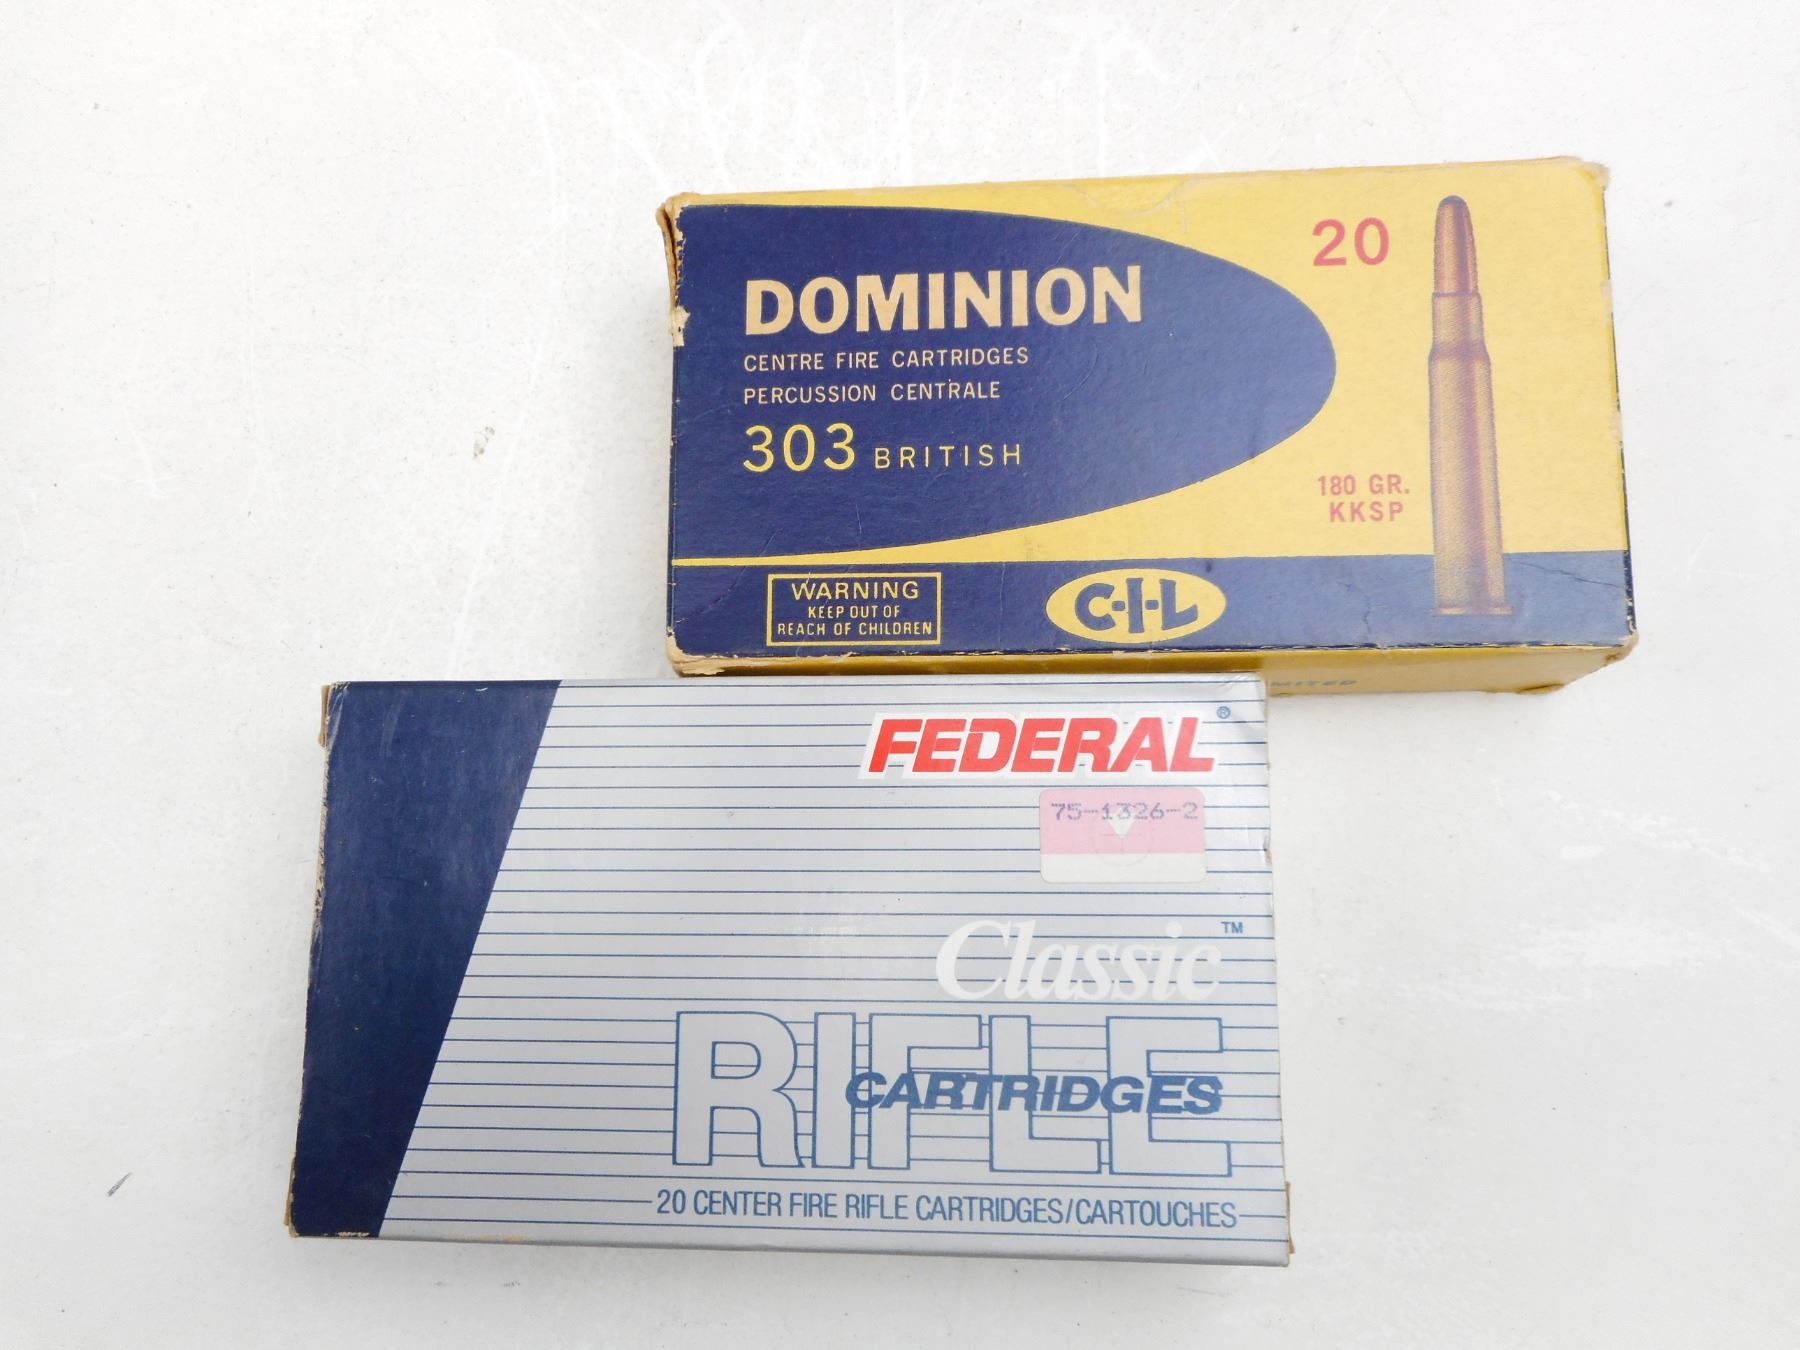 DOMINION
CENTRE FIRE CARTRIDGES
PERCUSSION CENTRALE
303 BRITISH
20
180 GR.
KKSP
WARNING
KEEP OUT OF
REACH OF CHILDREN
C-I-L
FEDERAL®
75-1326-2
Classic™
RIFLE
CARTRIDGES
20 CENTER FIRE RIFLE CARTRIDGES/CARTOUCHES